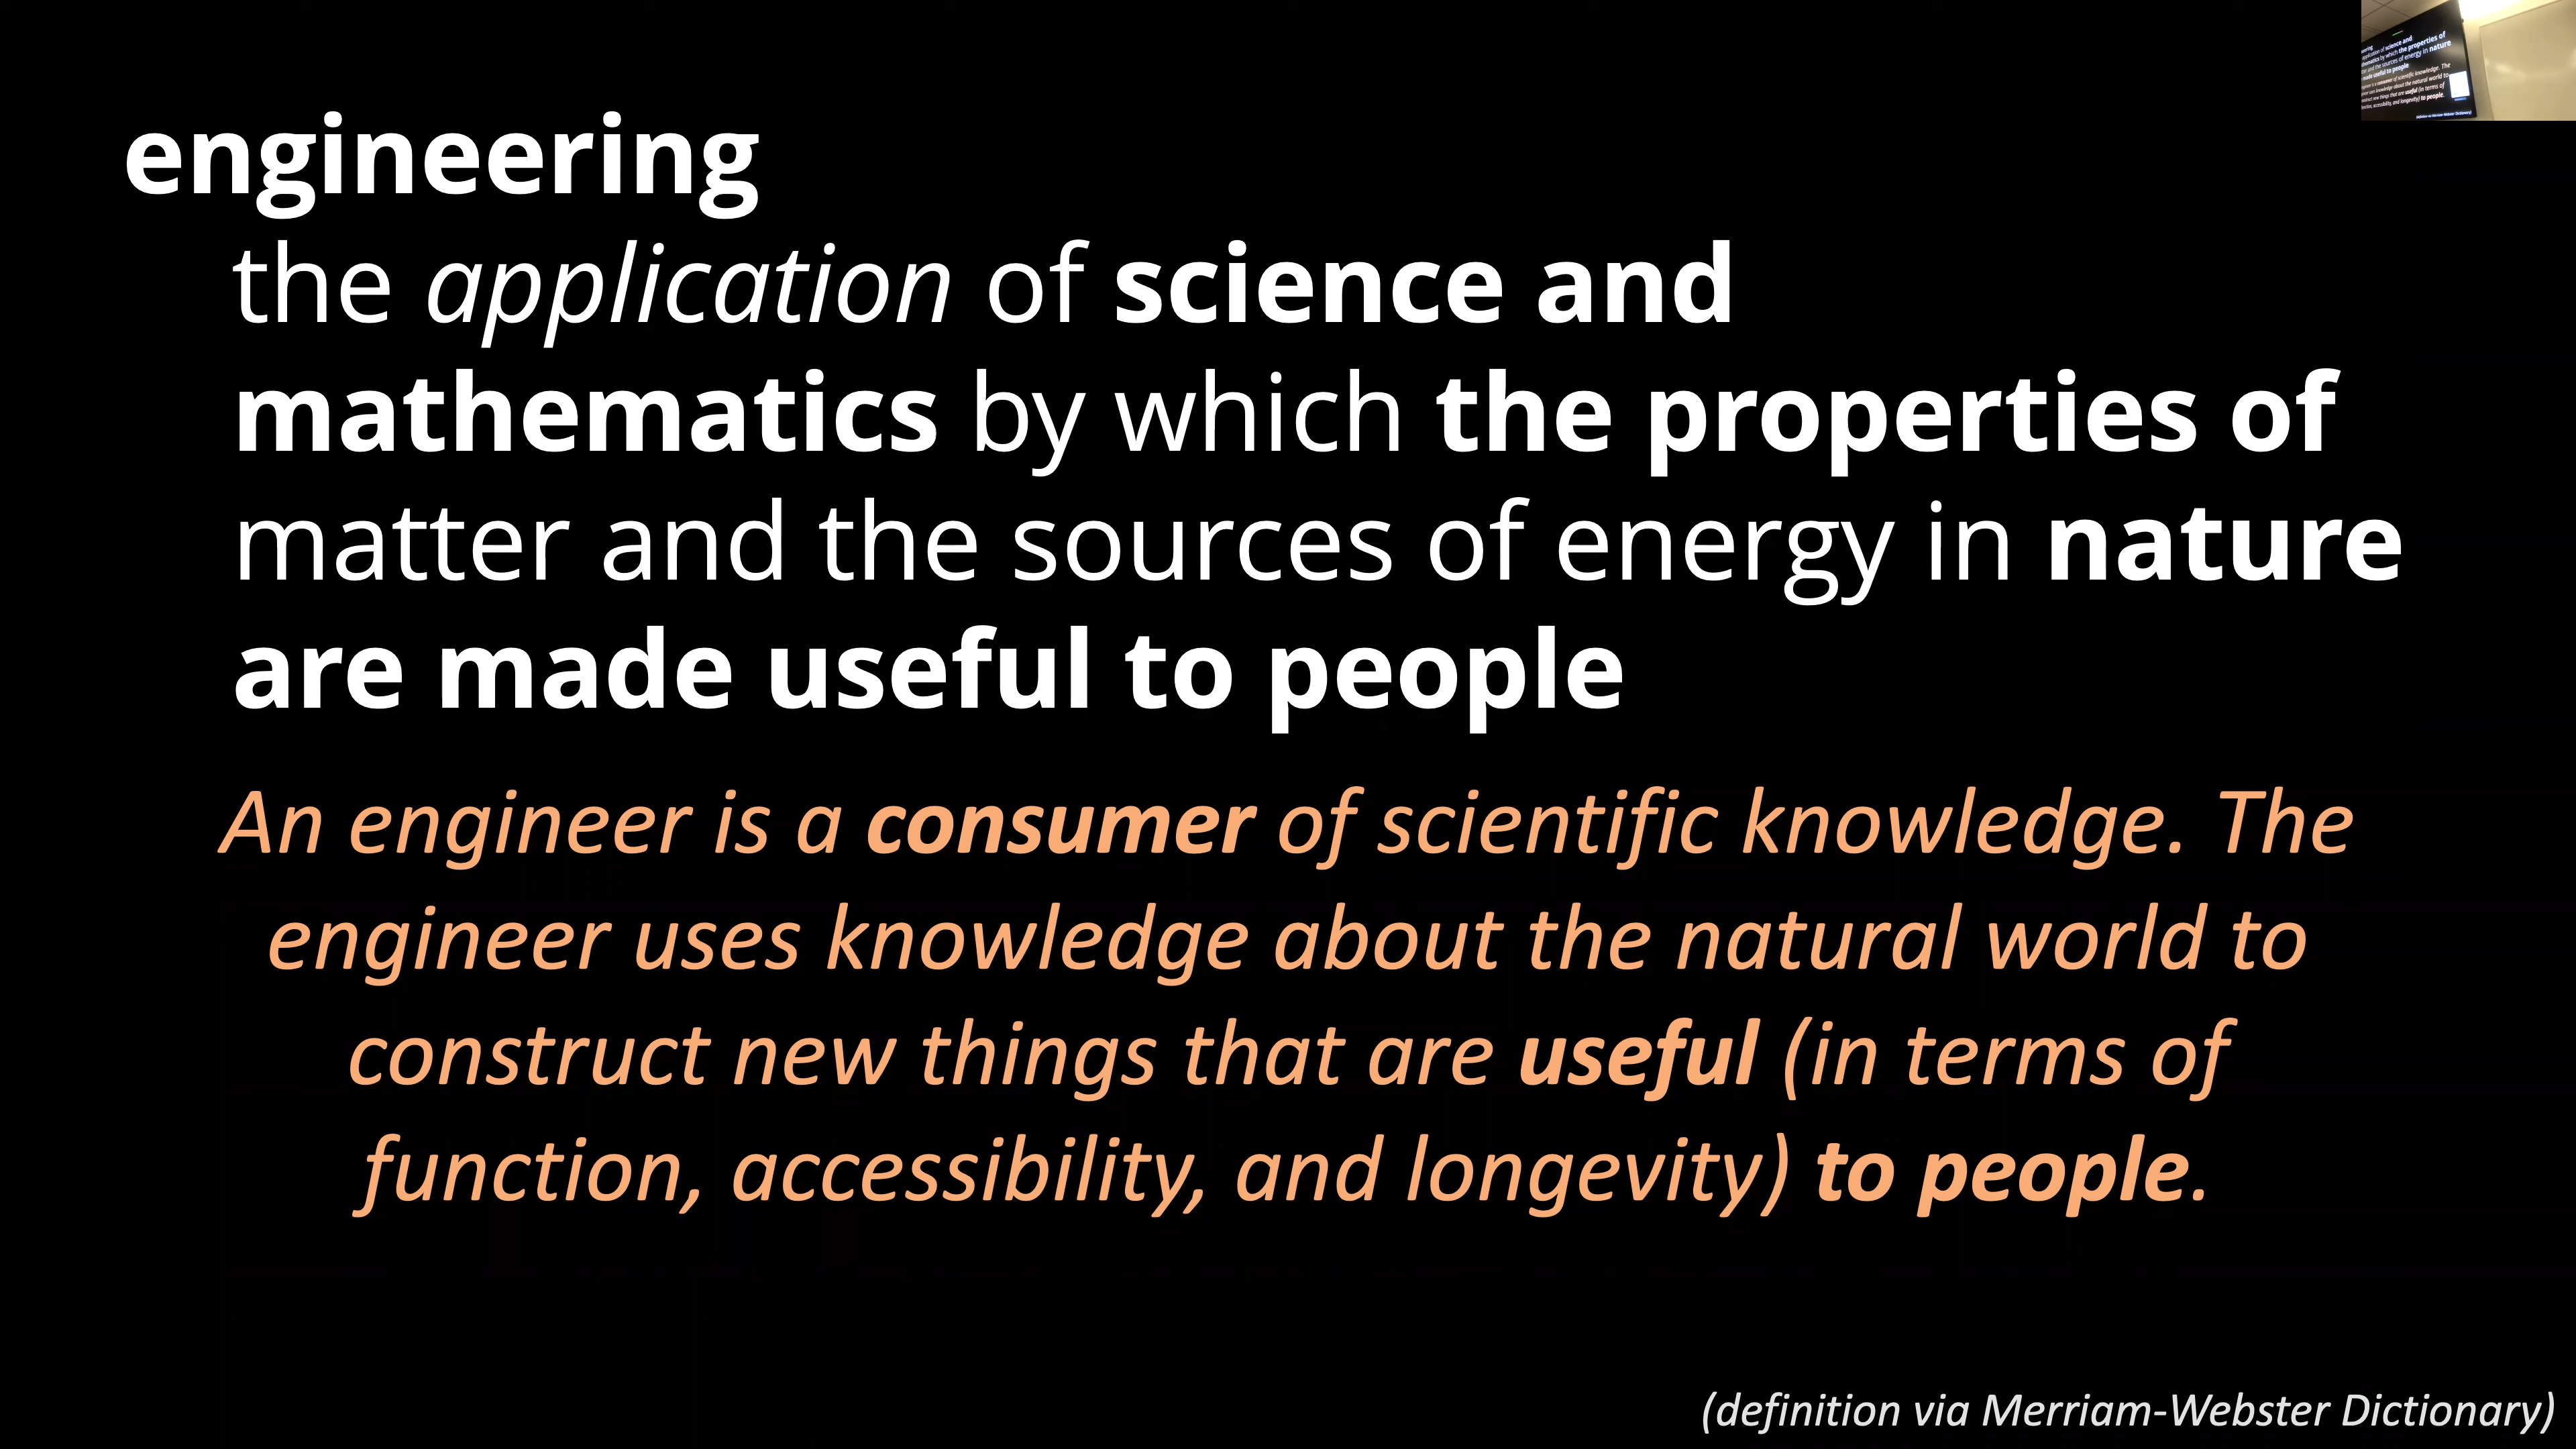 engineering
the application of science and
mathematics by which the properties of
matter and the sources of energy in nature
are made useful to people
An engineer is a consumer of scientific knowledge. The
engineer uses knowledge about the natural world to
construct new things that are useful (in terms of
function, accessibility, and longevity) to people.
(definition via Merriam-Webster Dictionary)